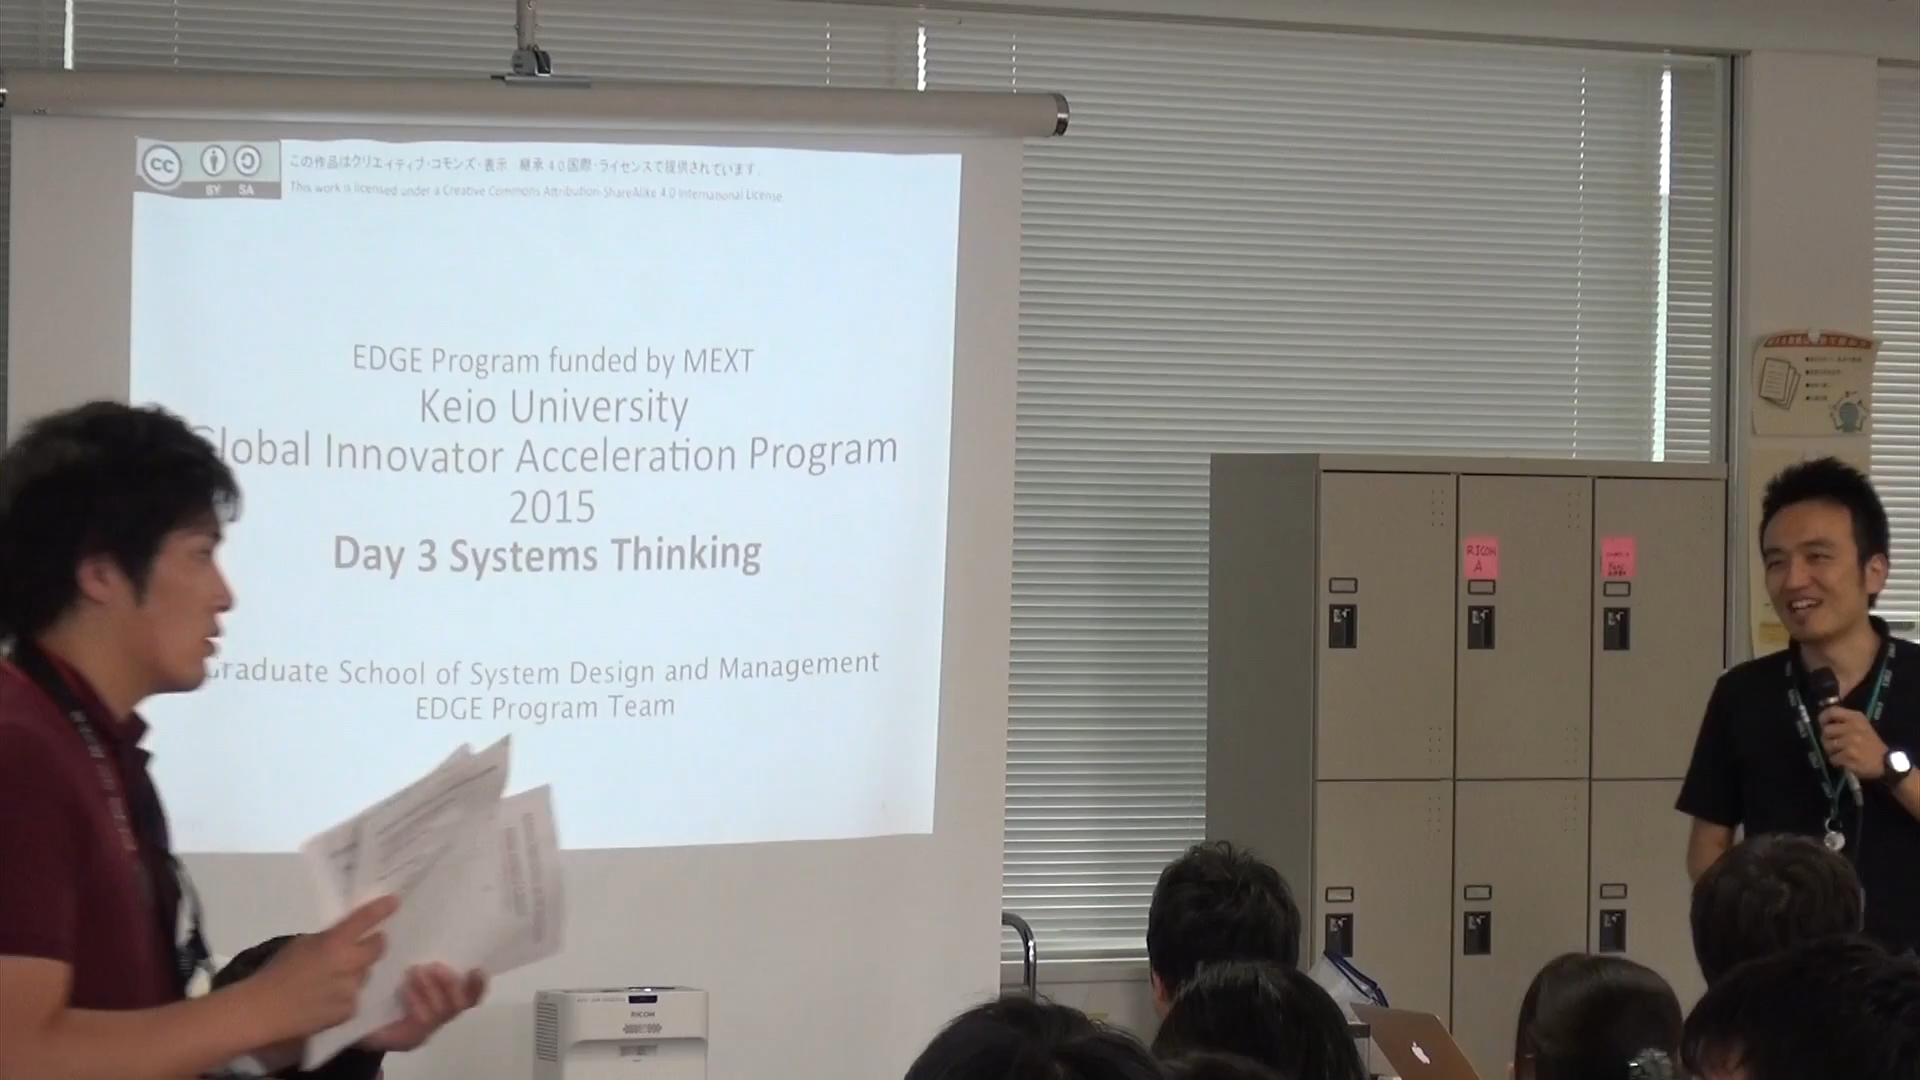 cc BY SA
この作品はクリエイティブ・コモンズ・表示 継承 4.0 国際・ライセンスで提供されています。
This work is licensed under a Creative Commons Attribution-ShareAlike 4.0 International License
EDGE Program funded by MEXT
Keio University
lobal Innovator Acceleration Program
2015
Day 3 Systems Thinking
raduate School of System Design and Management
EDGE Program Team
RICOH
A
RICOH